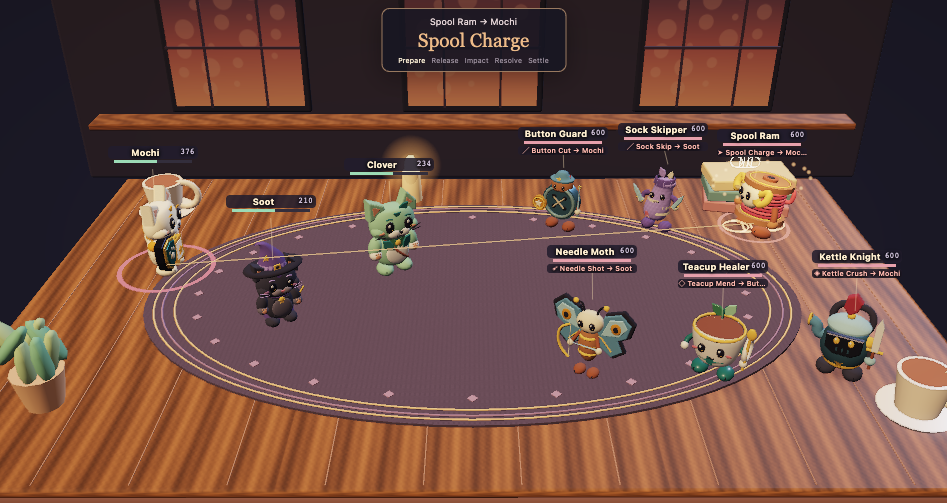 Spool Ram → Mochi
Spool Charge
Prepare Release Impact Resolve Settle
Mochi 376
Clover 234
Soot 210
Button Guard 600
Button Cut → Mochi
Sock Skipper 600
Sock Skip → Soot
Spool Ram 600
Spool Charge → Moc...
Needle Moth 600
Needle Shot → Soot
Teacup Healer 600
Teacup Mend → But...
Kettle Knight 600
Kettle Crush → Mochi